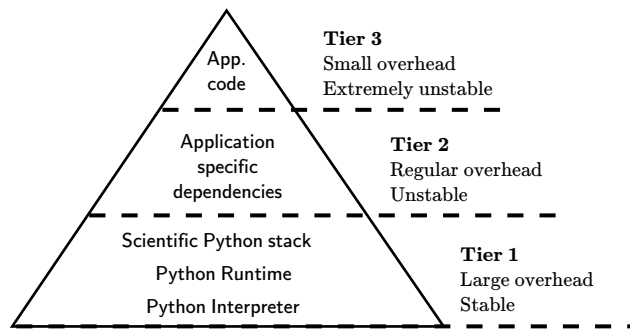 App.
code
Tier 3
Small overhead
Extremely unstable
Application
specific
dependencies
Tier 2
Regular overhead
Unstable
Scientific Python stack
Python Runtime
Python Interpreter
Tier 1
Large overhead
Stable